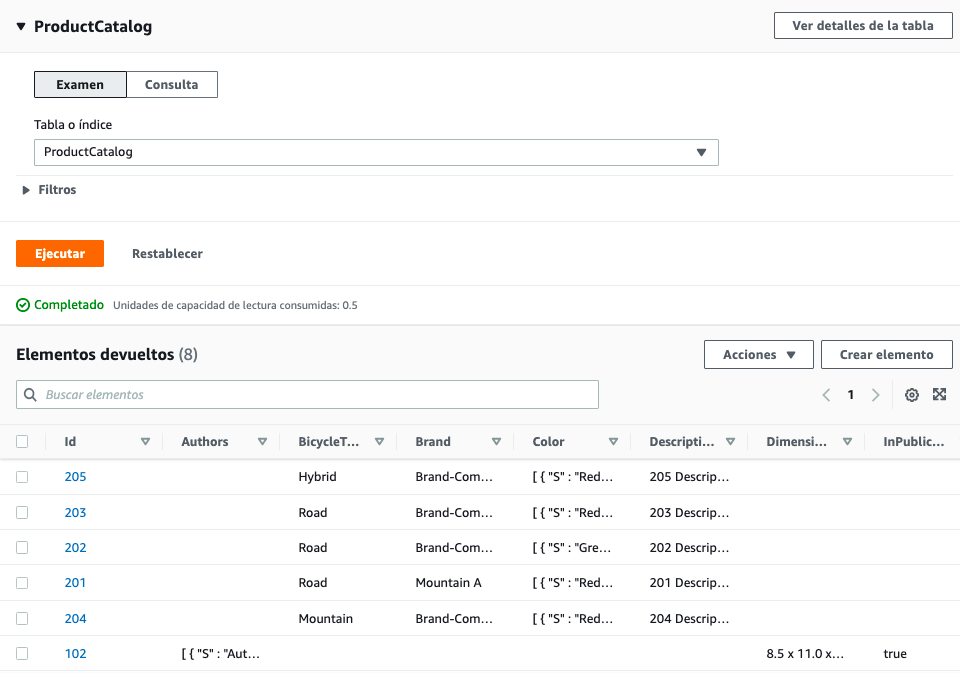 ProductCatalog
Ver detalles de la tabla
Examen
Consulta
Tabla o índice
ProductCatalog
Filtros
Ejecutar
Restablecer
Completado Unidades de capacidad de lectura consumidas: 0.5
Elementos devueltos (8)
Acciones
Crear elemento
Buscar elementos
1
Id Authors BicycleT... Brand Color Descripti... Dimensi... InPublic...
205 Hybrid Brand-Com... [ { "S" : "Red... 205 Descrip...
203 Road Brand-Com... [ { "S" : "Red... 203 Descrip...
202 Road Brand-Com... [ { "S" : "Gre... 202 Descrip...
201 Road Mountain A [ { "S" : "Red... 201 Descrip...
204 Mountain Brand-Com... [ { "S" : "Red... 204 Descrip...
102 [ { "S" : "Aut... 8.5 x 11.0 x... true